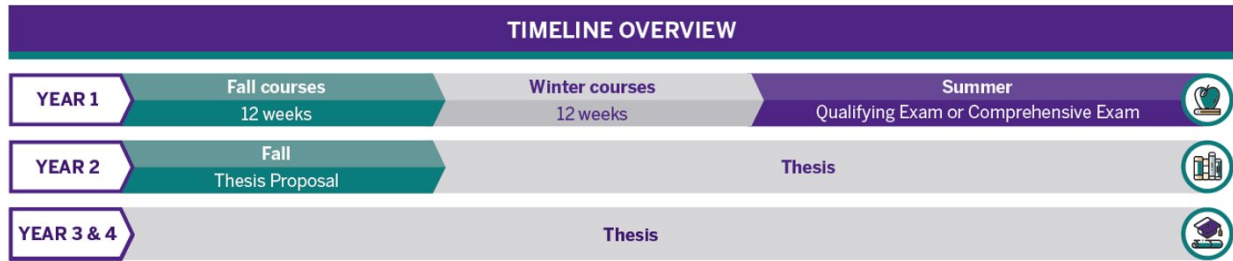 TIMELINE OVERVIEW
YEAR 1
Fall courses
12 weeks
Winter courses
12 weeks
Summer
Qualifying Exam or Comprehensive Exam
YEAR 2
Fall
Thesis Proposal
Thesis
YEAR 3 & 4
Thesis